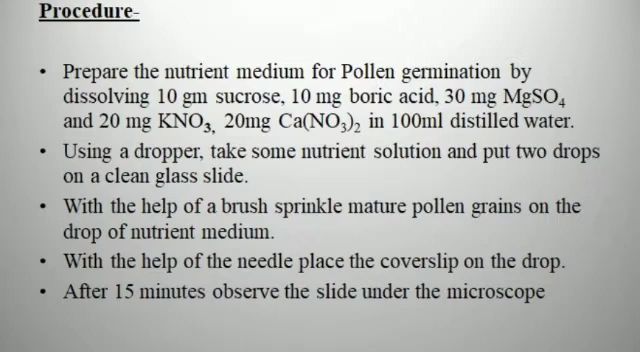 Procedure-
• Prepare the nutrient medium for Pollen germination by
dissolving 10 gm sucrose, 10 mg boric acid, 30 mg MgSO₄
and 20 mg KNO₃, 20mg Ca(NO₃)₂ in 100ml distilled water.
• Using a dropper, take some nutrient solution and put two drops
on a clean glass slide.
• With the help of a brush sprinkle mature pollen grains on the
drop of nutrient medium.
• With the help of the needle place the coverslip on the drop.
• After 15 minutes observe the slide under the microscope